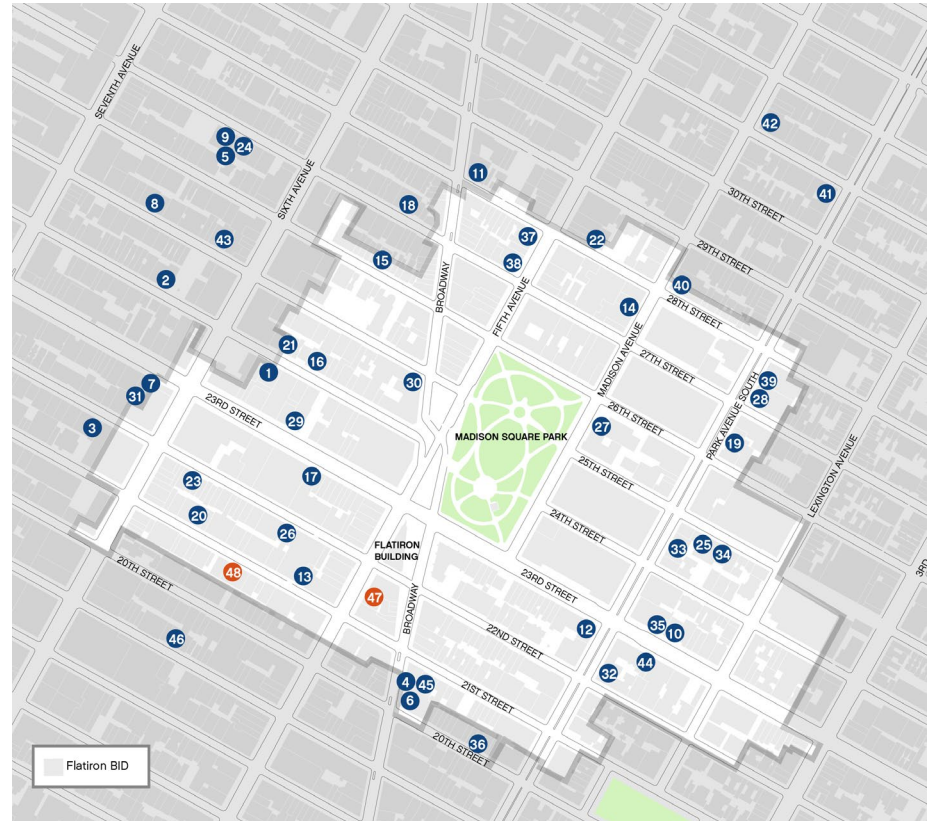 SEVENTH AVENUE
42
9
24
5
SIXTH AVENUE
11
41
30TH STREET
8
18
43
37
22
29TH STREET
38
15
2
BROADWAY
40
FIFTH AVENUE
14
28TH STREET
21
16
MADISON AVENUE
27TH STREET
1
30
7
31
39
PARK AVENUE SOUTH
28
23RD STREET
29
26TH STREET
27
3
MADISON SQUARE PARK
19
LEXINGTON AVENUE
25TH STREET
17
23
20
24TH STREET
26
FLATIRON
BUILDING
33
25
34
20TH STREET
48
13
23RD STREET
3RD
47
BROADWAY
46
22ND STREET
12
35
10
44
32
4
45
6
21ST STREET
36
20TH STREET
Flatiron BID